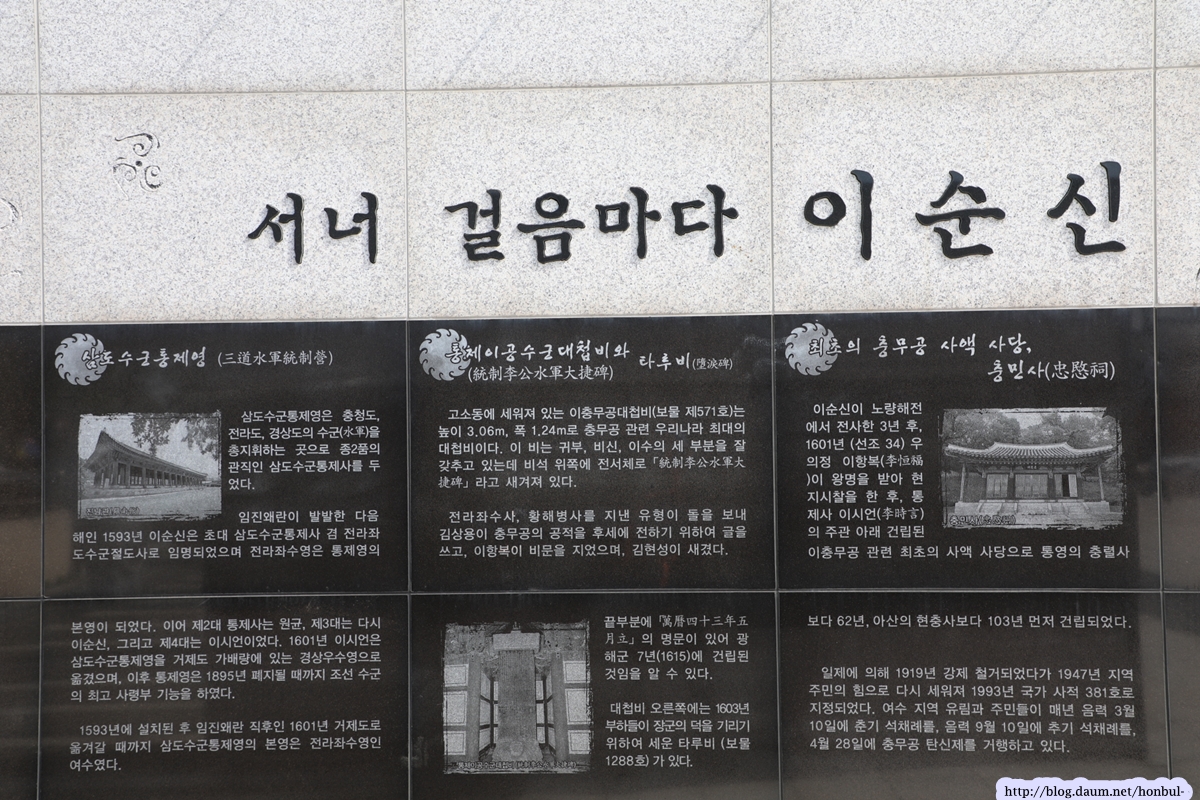 서너 걸음마다 이순신
삼도수군통제영 (三道水軍統制營)
삼도수군통제영은 충청도,
전라도, 경상도의 수군(水軍)을
총지휘하는 곳으로 종2품의
관직인 삼도수군통제사를 두
었다.
임진왜란이 발발한 다음
해인 1593년 이순신은 초대 삼도수군통제사 겸 전라좌
도수군절도사로 임명되었으며 전라좌수영은 통제영의
본영이 되었다. 이어 제2대 통제사는 원균, 제3대는 다시
이순신, 그리고 제4대는 이시언이었다. 1601년 이시언은
삼도수군통제영을 거제도 가배량에 있는 경상우수영으로
옮겼으며, 이후 통제영은 1895년 폐지될 때까지 조선 수군
의 최고 사령부 기능을 하였다.
1593년에 설치된 후 임진왜란 직후인 1601년 거제도로
옮겨갈 때까지 삼도수군통제영의 본영은 전라좌수영인
여수였다.
통제이공수군대첩비와 타루비(墮淚碑)
(統制李公水軍大捷碑)
고소동에 세워져 있는 이충무공대첩비(보물 제571호)는
높이 3.06m, 폭 1.24m로 충무공 관련 우리나라 최대의
대첩비이다. 이 비는 귀부, 비신, 이수의 세 부분을 잘
갖추고 있는데 비석 위쪽에 전서체로「統制李公水軍大
捷碑」라고 새겨져 있다.
전라좌수사, 황해병사를 지낸 유형이 돌을 보내
김상용이 충무공의 공적을 후세에 전하기 위하여 글을
쓰고, 이항복이 비문을 지었으며, 김현성이 새겼다.
끝부분에「萬曆四十三年五
月立」의 명문이 있어 광
해군 7년(1615)에 건립된
것임을 알 수 있다.
대첩비 오른쪽에는 1603년
부하들이 장군의 덕을 기리기
위하여 세운 타루비 (보물
1288호) 가 있다.
통제이공수군대첩비(統制李公水軍大捷碑)
최초의 충무공 사액 사당,
충민사(忠愍祠)
이순신이 노량해전
에서 전사한 3년 후,
1601년 (선조 34) 우
의정 이항복(李恒福
)이 왕명을 받아 현
지시찰을 한 후, 통
제사 이시언(李時言)
의 주관 아래 건립된
이충무공 관련 최초의 사액 사당으로 통영의 충렬사
충민사(忠愍祠)
보다 62년, 아산의 현충사보다 103년 먼저 건립되었다.
일제에 의해 1919년 강제 철거되었다가 1947년 지역
주민의 힘으로 다시 세워져 1993년 국가 사적 381호로
지정되었다. 여수 지역 유림과 주민들이 매년 음력 3월
10일에 춘기 석채례를, 음력 9월 10일에 추기 석채례를,
4월 28일에 충무공 탄신제를 거행하고 있다.
http://blog.daum.net/honbul-